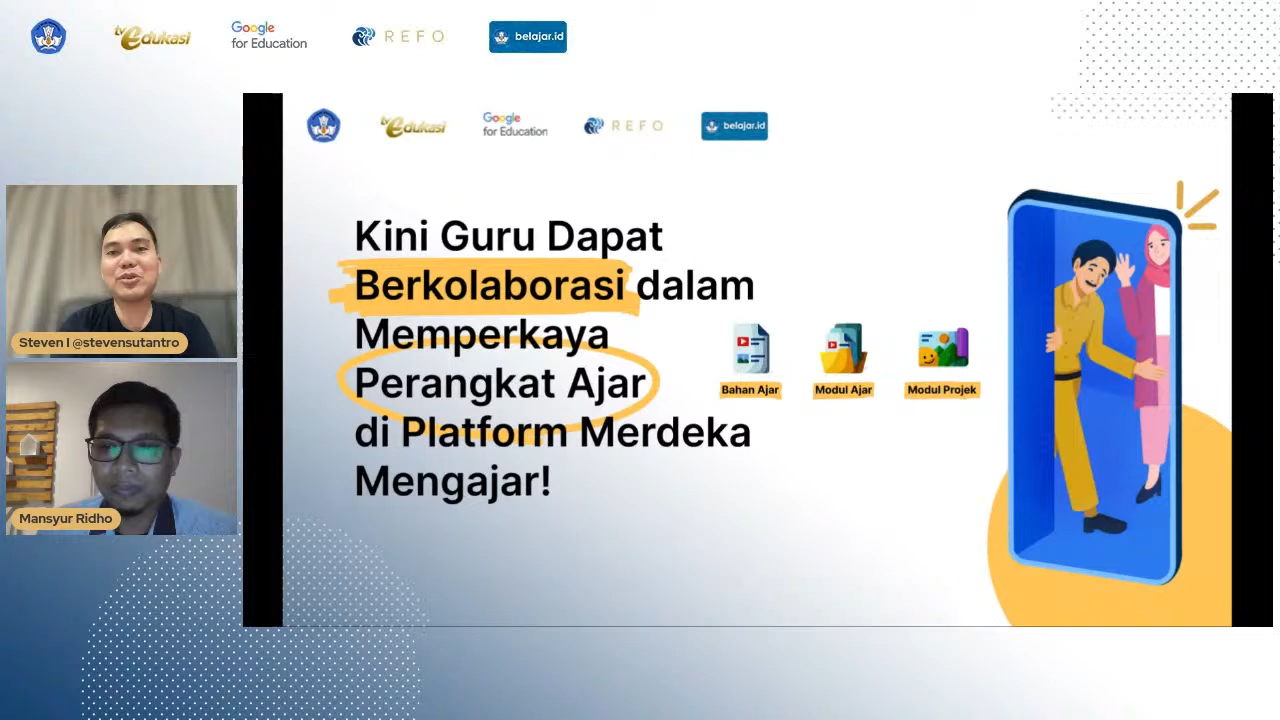 tv edukasi
Google
for Education
REFO
belajar.id
tv edukasi
Google
for Education
REFO
belajar.id
Kini Guru Dapat
Berkolaborasi dalam
Memperkaya
Perangkat Ajar
di Platform Merdeka
Mengajar!
Bahan Ajar
Modul Ajar
Modul Projek
Steven I @stevensutantro
Mansyur Ridho